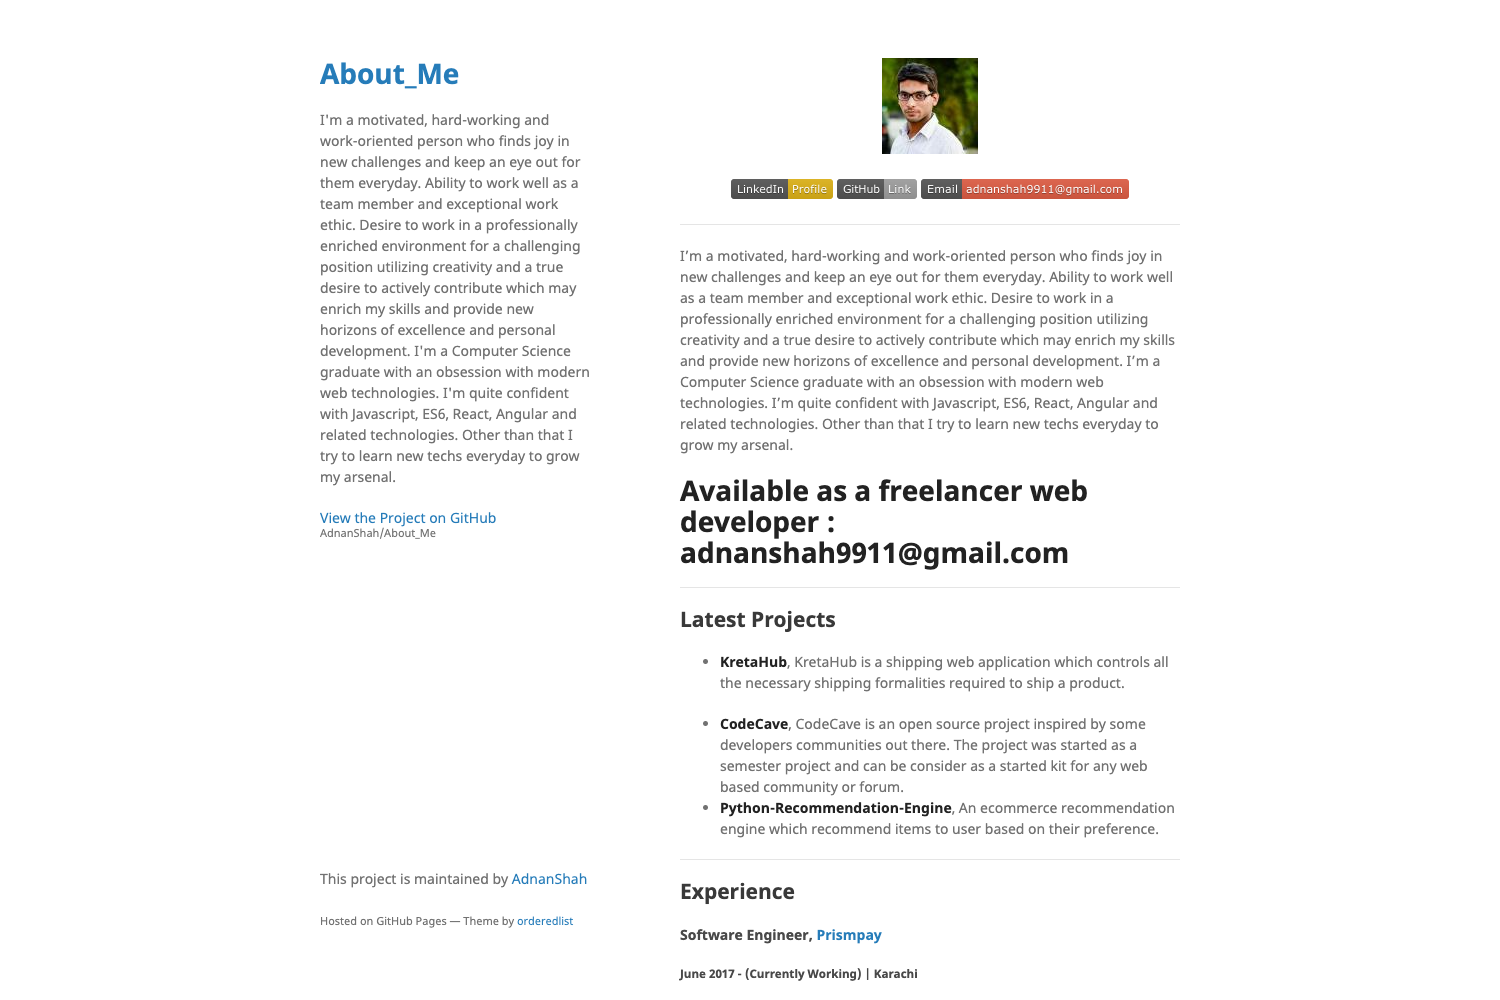 About_Me
I'm a motivated, hard-working and
work-oriented person who finds joy in
new challenges and keep an eye out for
them everyday. Ability to work well as a
team member and exceptional work
ethic. Desire to work in a professionally
enriched environment for a challenging
position utilizing creativity and a true
desire to actively contribute which may
enrich my skills and provide new
horizons of excellence and personal
development. I'm a Computer Science
graduate with an obsession with modern
web technologies. I'm quite confident
with Javascript, ES6, React, Angular and
related technologies. Other than that I
try to learn new techs everyday to grow
my arsenal.
View the Project on GitHub
AdnanShah/About_Me
This project is maintained by AdnanShah
Hosted on GitHub Pages — Theme by orderedlist
LinkedIn Profile GitHub Link Email adnanshah9911@gmail.com
I’m a motivated, hard-working and work-oriented person who finds joy in
new challenges and keep an eye out for them everyday. Ability to work well
as a team member and exceptional work ethic. Desire to work in a
professionally enriched environment for a challenging position utilizing
creativity and a true desire to actively contribute which may enrich my skills
and provide new horizons of excellence and personal development. I’m a
Computer Science graduate with an obsession with modern web
technologies. I’m quite confident with Javascript, ES6, React, Angular and
related technologies. Other than that I try to learn new techs everyday to
grow my arsenal.
Available as a freelancer web
developer :
adnanshah9911@gmail.com
Latest Projects
• KretaHub, KretaHub is a shipping web application which controls all
the necessary shipping formalities required to ship a product.
• CodeCave, CodeCave is an open source project inspired by some
developers communities out there. The project was started as a
semester project and can be consider as a started kit for any web
based community or forum.
• Python-Recommendation-Engine, An ecommerce recommendation
engine which recommend items to user based on their preference.
Experience
Software Engineer, Prismpay
June 2017 - (Currently Working) | Karachi